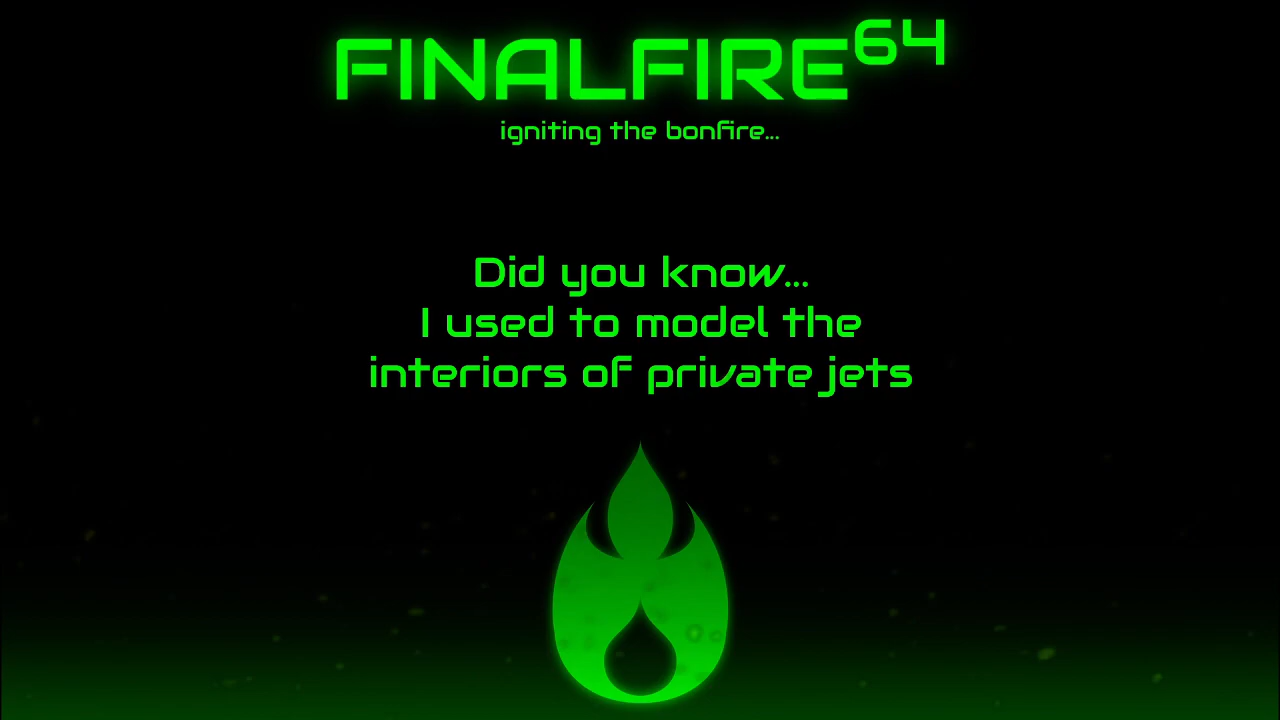 FINALFIRE64
igniting the bonfire...
Did you know...
I used to model the
interiors of private jets